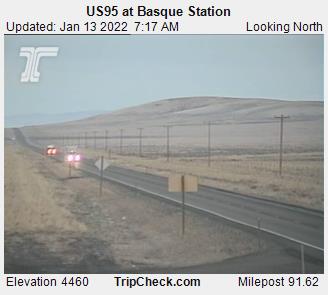 US95 at Basque Station
Updated: Jan 13 2022 7:17 AM Looking North
Elevation 4460 TripCheck.com Milepost 91.62